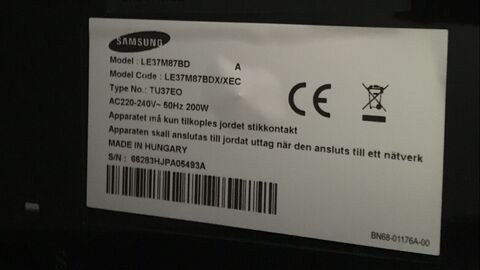 SAMSUNG
Model : LE37M87BD A
Model Code : LE37M87BDX/XEC
Type No.: TU37EO
AC220-240V~ 50Hz 200W
Apparatet må kun tilkoples jordet stikkontakt
Apparaten skall anslutas till jordat uttag när den ansluts till ett nätverk
MADE IN HUNGARY
S/N : 66283HJPA05493A
BN68-01176A-00